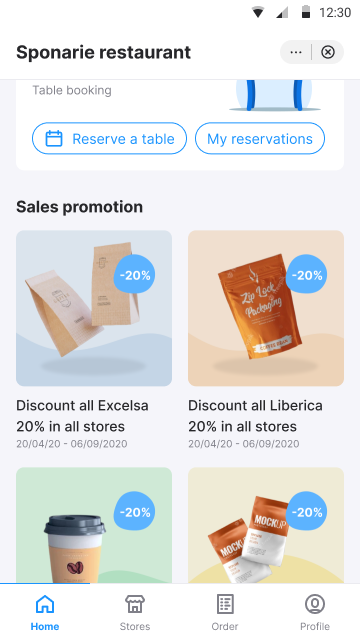 12:30
Sponarie restaurant
Table booking
Reserve a table
My reservations
Sales promotion
-20%
Zip Lock
Packaging
-20%
Discount all Excelsa
20% in all stores
20/04/20 - 06/09/2020
Discount all Liberica
20% in all stores
20/04/20 - 06/09/2020
-20%
MOCKUP
MOCKUP
-20%
Home
Stores
Order
Profile